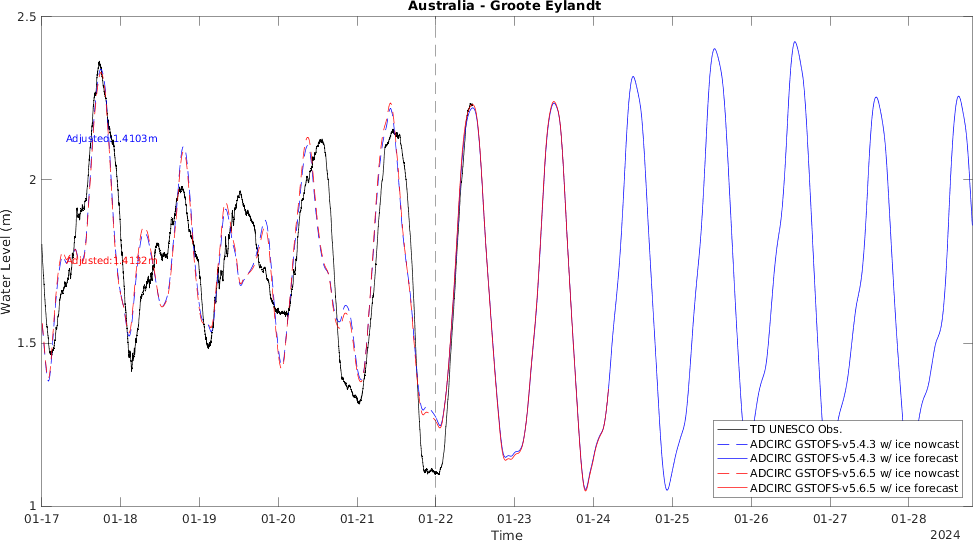 Australia - Groote Eylandt
2.5
Adjusted:1.4103m
2
Adjusted:1.4132m
Water Level (m)
1.5
TD UNESCO Obs.
ADCIRC GSTOFS-v5.4.3 w/ ice nowcast
ADCIRC GSTOFS-v5.4.3 w/ ice forecast
ADCIRC GSTOFS-v5.6.5 w/ ice nowcast
ADCIRC GSTOFS-v5.6.5 w/ ice forecast
1
01-17 01-18 01-19 01-20 01-21 01-22 01-23 01-24 01-25 01-26 01-27 01-28
Time
2024